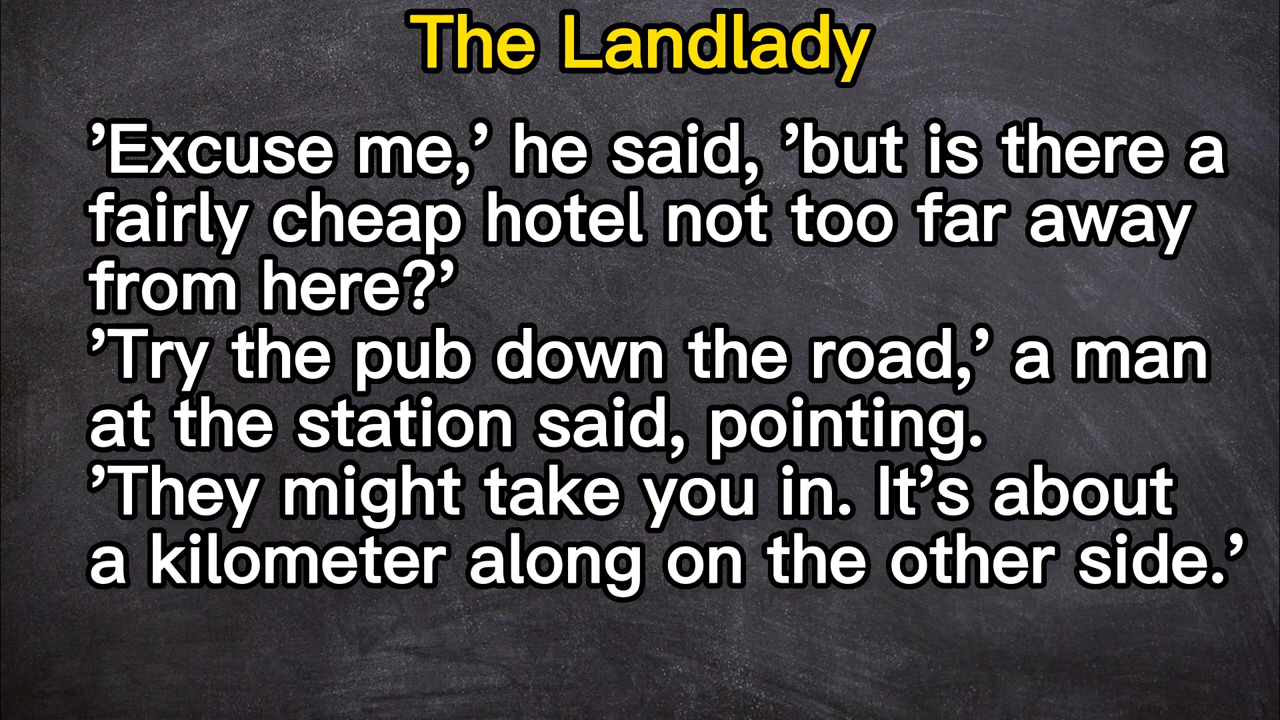 The Landlady
’Excuse me,’ he said, ’but is there a
fairly cheap hotel not too far away
from here?’
’Try the pub down the road,’ a man
at the station said, pointing.
’They might take you in. It’s about
a kilometer along on the other side.’